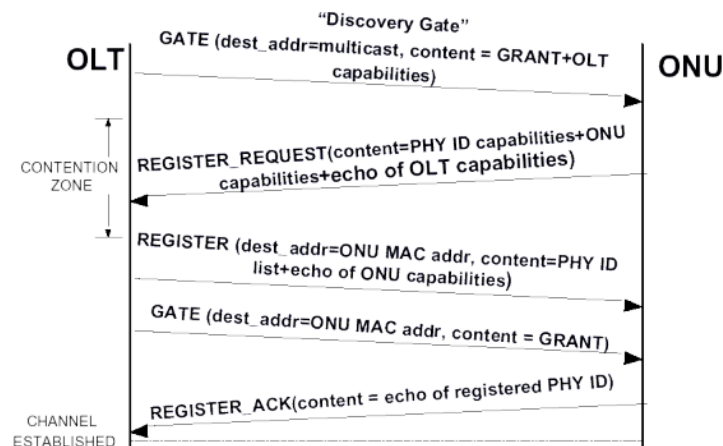 “Discovery Gate”
GATE (dest_addr=multicast, content = GRANT+OLT
capabilities)
OLT
ONU
CONTENTION
ZONE
REGISTER_REQUEST(content=PHY ID capabilities+ONU
capabilities+echo of OLT capabilities)
REGISTER (dest_addr=ONU MAC addr, content=PHY ID
list+echo of ONU capabilities)
GATE (dest_addr=ONU MAC addr, content = GRANT)
REGISTER_ACK(content = echo of registered PHY ID)
CHANNEL
ESTABLISHED